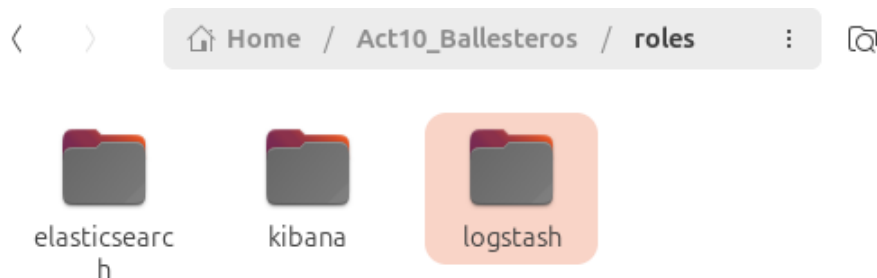 Home / Act10_Ballesteros / roles
elasticsearc
h
kibana
logstash